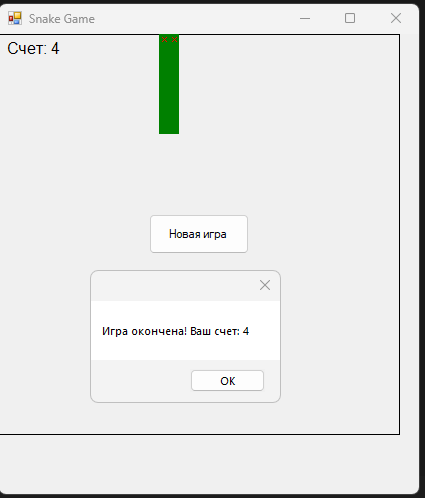 Snake Game
Счет: 4
Новая игра
Игра окончена! Ваш счет: 4
OK